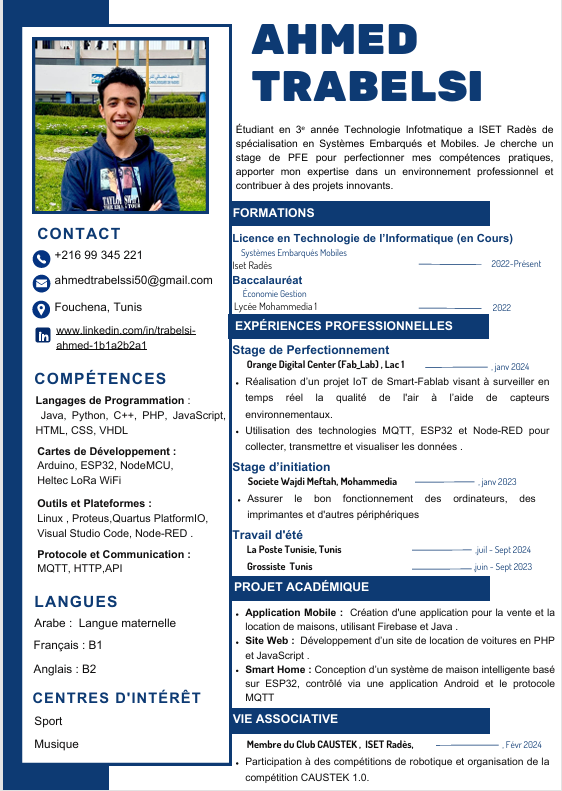 AHMED
TRABELSI
Étudiant en 3e année Technologie Infotmatique a ISET Radès de
spécialisation en Systèmes Embarqués et Mobiles. Je cherche un
stage de PFE pour perfectionner mes compétences pratiques,
apporter mon expertise dans un environnement professionnel et
contribuer à des projets innovants.
CONTACT
+216 99 345 221
ahmedtrabelssi50@gmail.com
Fouchena, Tunis
www.linkedin.com/in/trabelsi-
ahmed-1b1a2b2a1
COMPÉTENCES
Langages de Programmation :
Java, Python, C++, PHP, JavaScript,
HTML, CSS, VHDL
Cartes de Développement :
Arduino, ESP32, NodeMCU,
Heltec LoRa WiFi
Outils et Plateformes :
Linux , Proteus,Quartus PlatformIO,
Visual Studio Code, Node-RED .
Protocole et Communication :
MQTT, HTTP,API
LANGUES
Arabe : Langue maternelle
Français : B1
Anglais : B2
CENTRES D'INTÉRÊT
Sport
Musique
FORMATIONS
Licence en Technologie de l’Informatique (en Cours)
Systèmes Embarqués Mobiles
Iset Radès 2022-Présent
Baccalauréat
Économie Gestion
Lycée Mohammedia 1 2022
EXPÉRIENCES PROFESSIONNELLES
Stage de Perfectionnement
Orange Digital Center (Fab_Lab) , Lac 1 , janv 2024
• Réalisation d’un projet IoT de Smart-Fablab visant à surveiller en
temps réel la qualité de l'air à l’aide de capteurs
environnementaux.
• Utilisation des technologies MQTT, ESP32 et Node-RED pour
collecter, transmettre et visualiser les données .
Stage d’initiation
Societe Wajdi Meftah, Mohammedia , janv 2023
• Assurer le bon fonctionnement des ordinateurs, des
imprimantes et d'autres périphériques
Travail d'été
La Poste Tunisie, Tunis ,juil - Sept 2024
Grossiste Tunis ,juin - Sept 2023
PROJET ACADÉMIQUE
• Application Mobile : Création d'une application pour la vente et la
location de maisons, utilisant Firebase et Java .
• Site Web : Développement d’un site de location de voitures en PHP
et JavaScript .
• Smart Home : Conception d’un système de maison intelligente basé
sur ESP32, contrôlé via une application Android et le protocole
MQTT
VIE ASSOCIATIVE
Membre du Club CAUSTEK , ISET Radès, , Févr 2024
• Participation à des compétitions de robotique et organisation de la
compétition CAUSTEK 1.0.